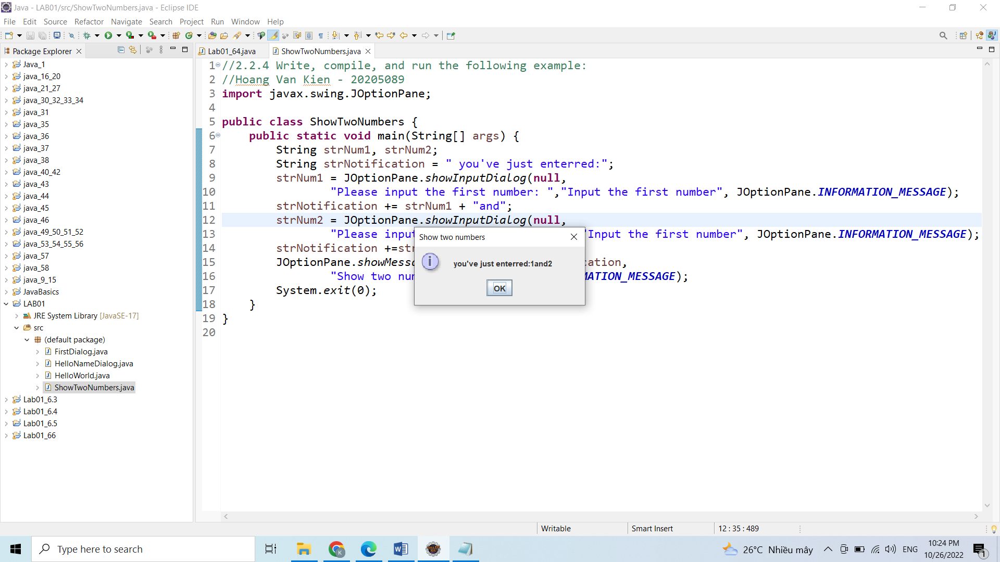 Java - LAB01/src/ShowTwoNumbers.java - Eclipse IDE
File Edit Source Refactor Navigate Search Project Run Window Help
Package Explorer
Java_1
java_16_20
java_21_27
java_30_32_33_34
java_31
java_35
java_36
java_37
java_38
java_40_42
java_43
java_44
java_45
java_46
java_49_50_51_52
java_53_54_55_56
java_57
java_58
java_9_15
JavaBasics
LAB01
JRE System Library [JavaSE-17]
src
(default package)
FirstDialog.java
HelloNameDialog.java
HelloWorld.java
ShowTwoNumbers.java
Lab01_6.3
Lab01_6.4
Lab01_6.5
Lab01_66
Lab01_64.java ShowTwoNumbers.java
1 //2.2.4 Write, compile, and run the following example:
2 //Hoang Van Kien - 20205089
3 import javax.swing.JOptionPane;
4
5 public class ShowTwoNumbers {
6 public static void main(String[] args) {
7 String strNum1, strNum2;
8 String strNotification = " you've just enterred:";
9 strNum1 = JOptionPane.showInputDialog(null,
10 "Please input the first number: ","Input the first number", JOptionPane.INFORMATION_MESSAGE);
11 strNotification += strNum1 + "and";
12 strNum2 = JOptionPane.showInputDialog(null,
13 "Please input "Input the first number", JOptionPane.INFORMATION_MESSAGE);
14 strNotification +=str
15 JOptionPane.showMessa cation,
16 "Show two num MATION_MESSAGE);
17 System.exit(0);
18 }
19 }
20
Show two numbers
you've just enterred:1and2
OK
Writable Smart Insert 12 : 35 : 489
Type here to search
26°C Nhiều mây ENG 10:24 PM
10/26/2022
1